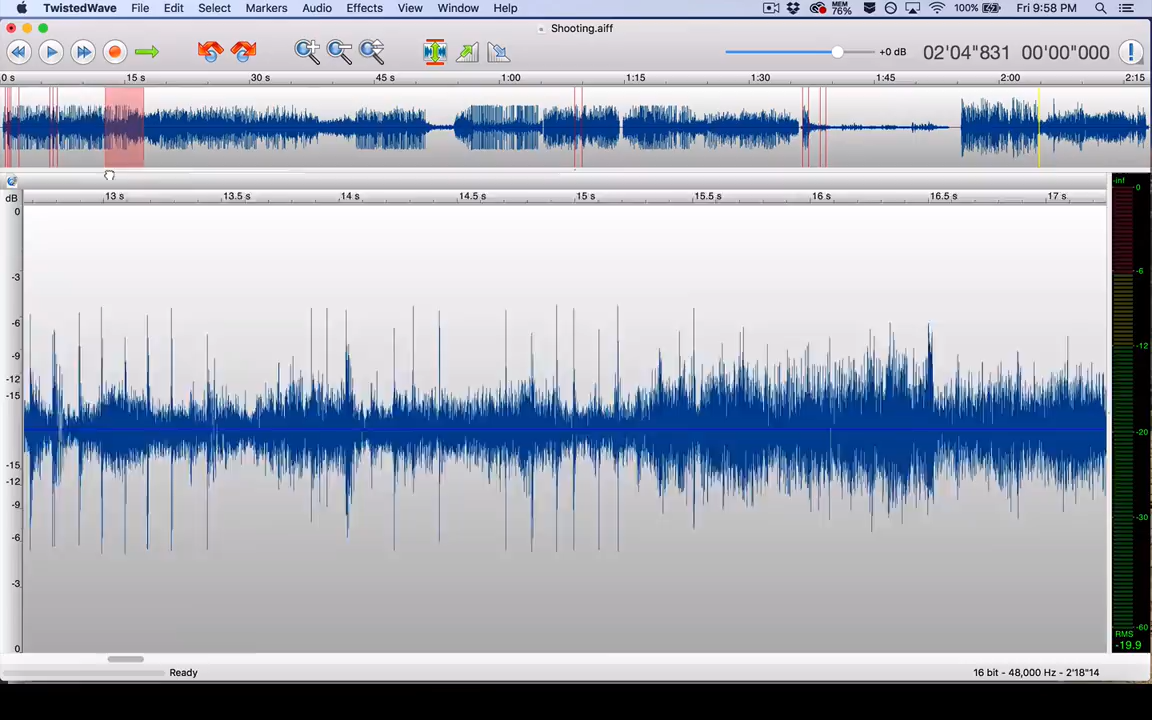 TwistedWave File Edit Select Markers Audio Effects View Window Help MEM 76% 100% Fri 9:58 PM
Shooting.aiff
+0 dB 02'04"831 00'00"000
0 s 15 s 30 s 45 s 1:00 1:15 1:30 1:45 2:00 2:15
dB 13 s 13.5 s 14 s 14.5 s 15 s 15.5 s 16 s 16.5 s 17 s
-inf
0
-3
-6
-9
-12
-15
-15
-12
-9
-6
-3
0
0
-6
-12
-20
-30
-60
RMS
-19.9
Ready 16 bit - 48,000 Hz - 2'18"14